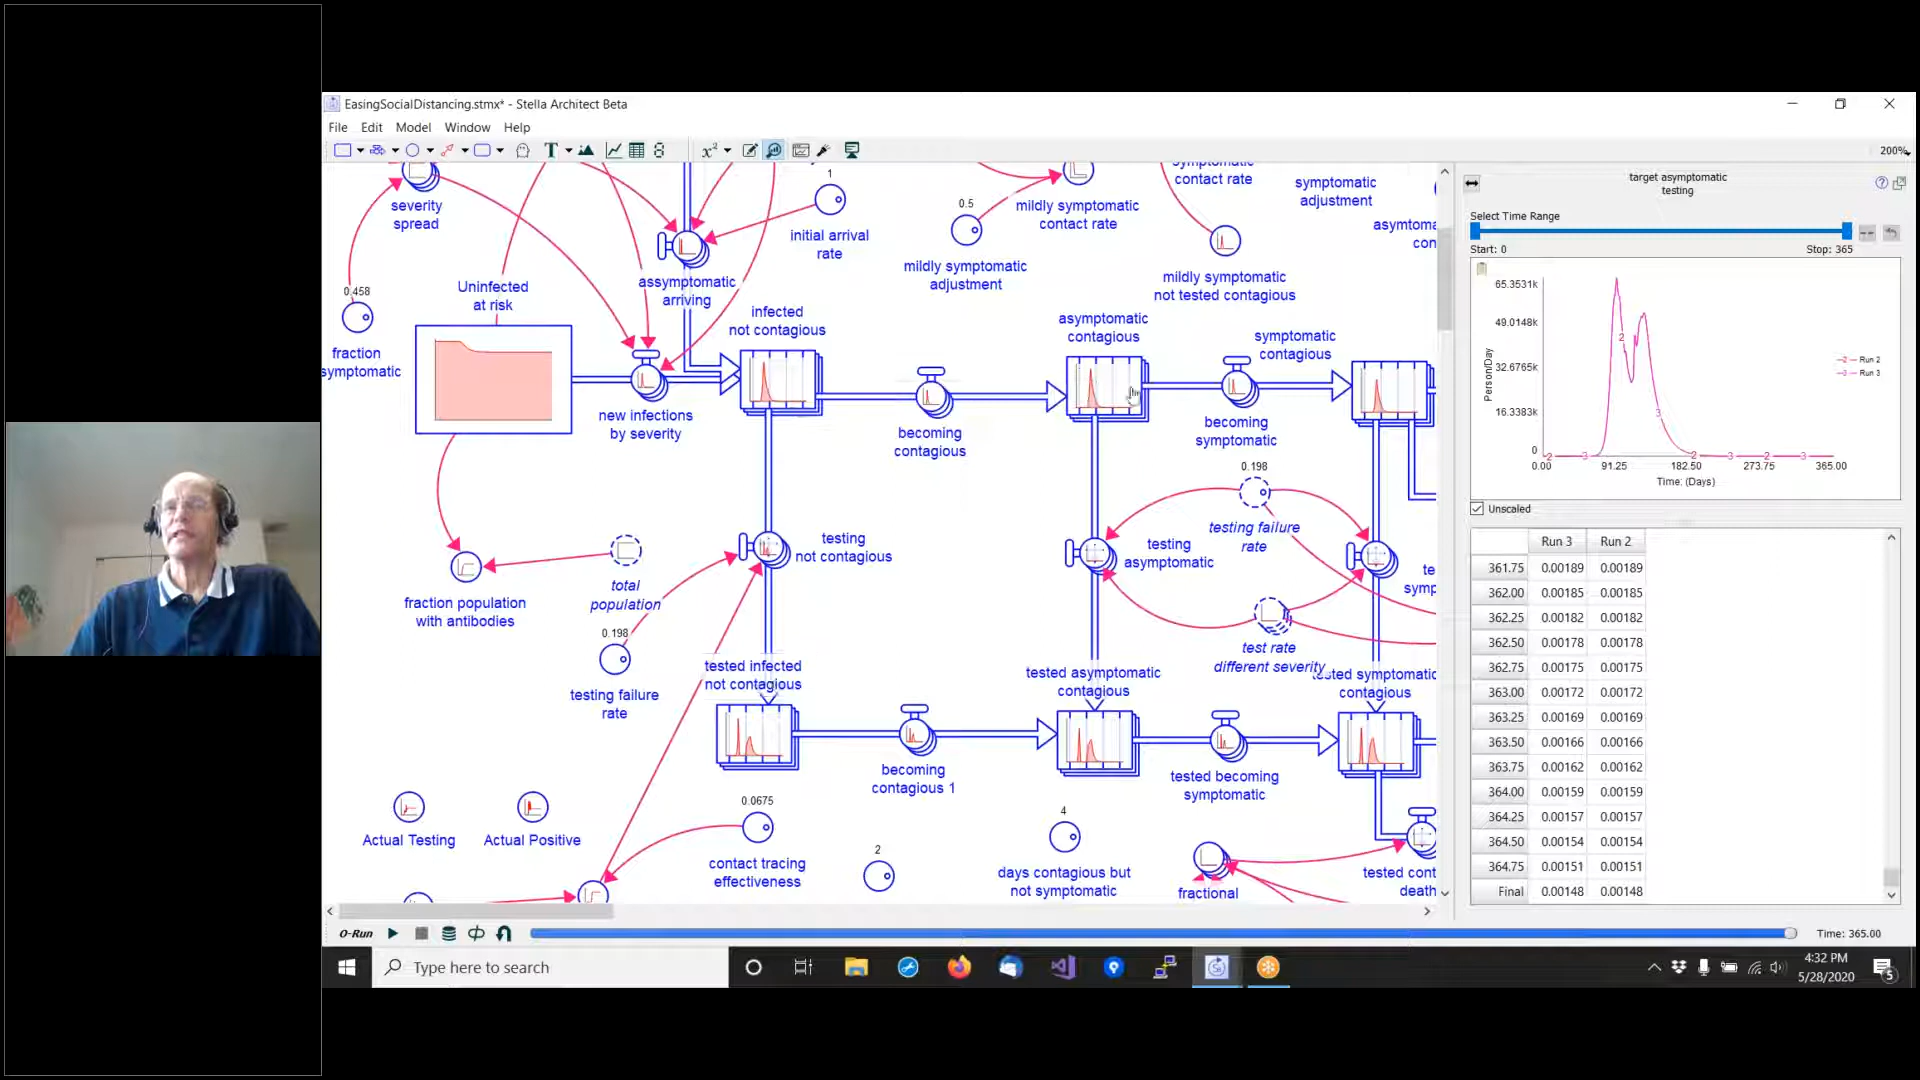 EasingSocialDistancing.stmx* - Stella Architect Beta
File Edit Model Window Help
200%
severity
spread
0.458
fraction
symptomatic
Uninfected
at risk
new infections
by severity
assymptomatic
arriving
1
initial arrival
rate
0.5
mildly symptomatic
adjustment
mildly symptomatic
contact rate
contact rate
symptomatic
adjustment
mildly symptomatic
not tested contagious
infected
not contagious
becoming
contagious
asymptomatic
contagious
symptomatic
contagious
becoming
symptomatic
0.198
testing failure
rate
testing
not contagious
testing
asymptomatic
test rate
different severity
total
population
fraction population
with antibodies
0.198
testing failure
rate
tested infected
not contagious
tested asymptomatic
contagious
tested symptomatic
contagious
becoming
contagious 1
tested becoming
symptomatic
Actual Testing
Actual Positive
0.0675
contact tracing
effectiveness
2
4
days contagious but
not symptomatic
fractional
tested cont
death
O-Run
Time: 365.00
target asymptomatic
testing
Select Time Range
Start: 0
Stop: 365
65.3531k
49.0148k
32.6765k
16.3383k
0
Person/Day
0.00 91.25 182.50 273.75 365.00
Time: (Days)
2 Run 2
3 Run 3
Unscaled
Run 3 Run 2
361.75 0.00189 0.00189
362.00 0.00185 0.00185
362.25 0.00182 0.00182
362.50 0.00178 0.00178
362.75 0.00175 0.00175
363.00 0.00172 0.00172
363.25 0.00169 0.00169
363.50 0.00166 0.00166
363.75 0.00162 0.00162
364.00 0.00159 0.00159
364.25 0.00157 0.00157
364.50 0.00154 0.00154
364.75 0.00151 0.00151
Final 0.00148 0.00148
Type here to search
4:32 PM
5/28/2020
5